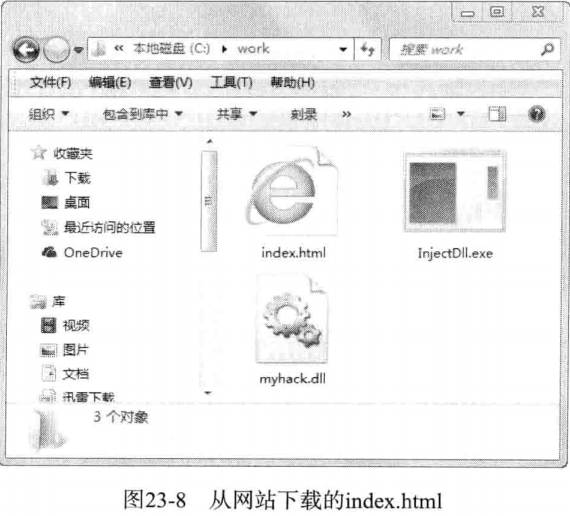 « 本地磁盘 (C:) ▸ work
搜索 work
文件(F) 编辑(E) 查看(V) 工具(T) 帮助(H)
组织 ▼ 包含到库中 ▼ 共享 ▼ 刻录 »
收藏夹
下载
桌面
最近访问的位置
OneDrive
库
视频
图片
文档
迅雷下载
index.html
InjectDll.exe
myhack.dll
3 个对象
图23-8 从网站下载的index.html